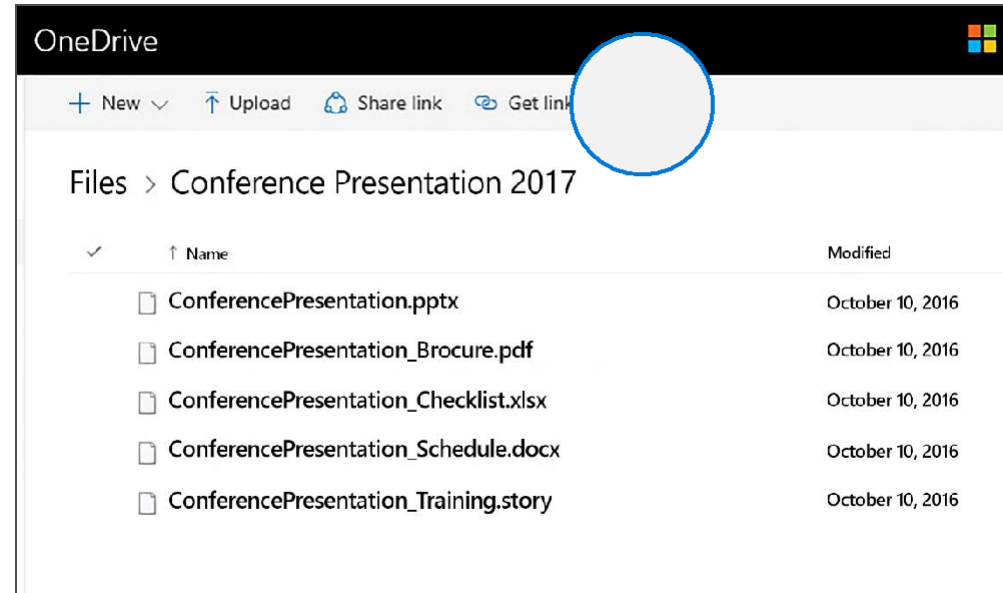 OneDrive
New Upload Share link Get link
Files > Conference Presentation 2017
Name Modified
ConferencePresentation.pptx October 10, 2016
ConferencePresentation_Brocure.pdf October 10, 2016
ConferencePresentation_Checklist.xlsx October 10, 2016
ConferencePresentation_Schedule.docx October 10, 2016
ConferencePresentation_Training.story October 10, 2016